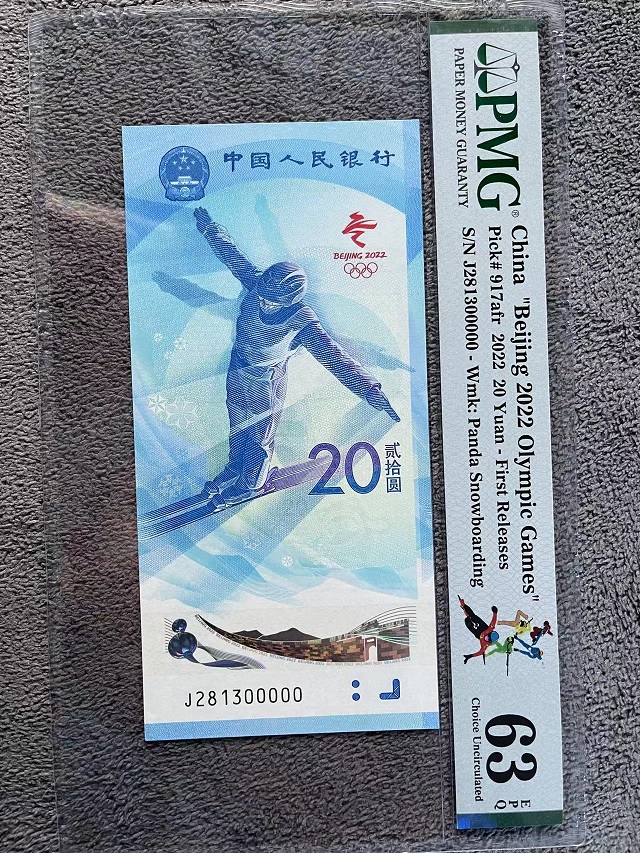 中国人民银行
BEIJING 2022
20
贰拾圆
J281300000
PMG®
PAPER MONEY GUARANTY
China "Beijing 2022 Olympic Games"
Pick# 917afr 2022 20 Yuan - First Releases
S/N J281300000 - Wmk: Panda Snowboarding
63
EPQ
Choice Uncirculated